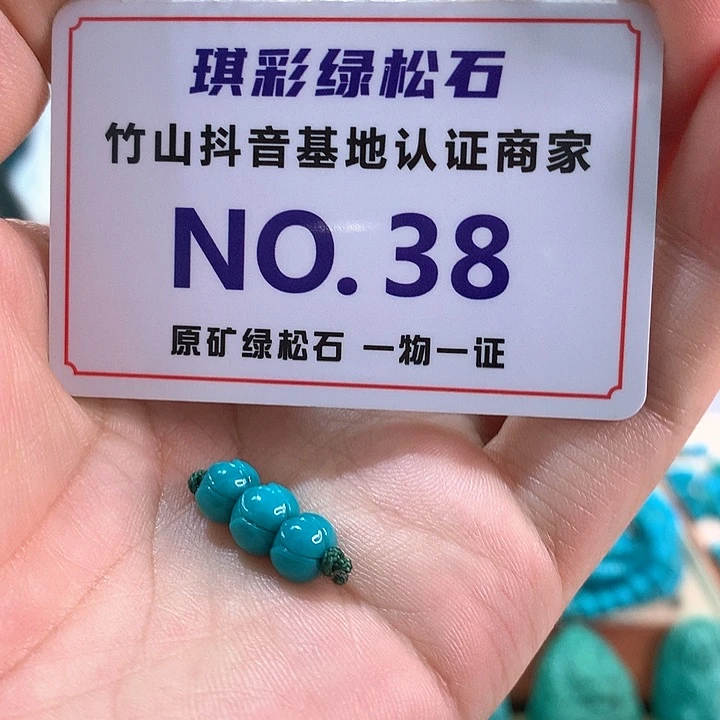 琪彩绿松石
竹山抖音基地认证商家
NO.38
原矿绿松石 一物一证